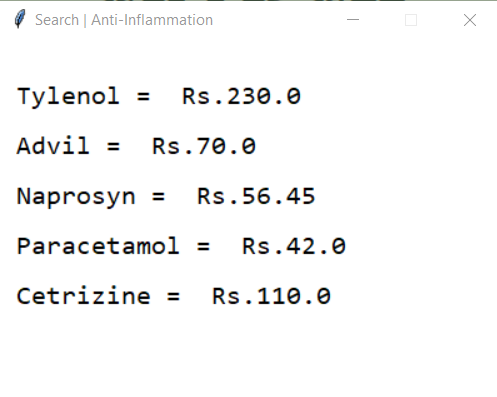 Search | Anti-Inflammation
Tylenol =  Rs.230.0
Advil =  Rs.70.0
Naprosyn =  Rs.56.45
Paracetamol =  Rs.42.0
Cetrizine =  Rs.110.0